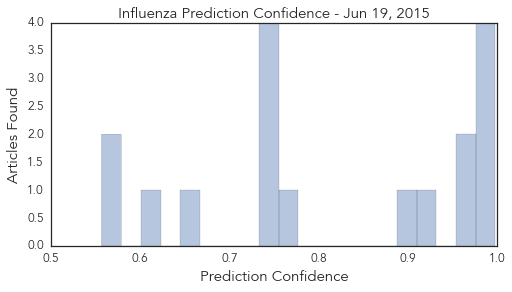 Influenza Prediction Confidence - Jun 19, 2015
4.0
3.5
3.0
2.5
2.0
1.5
1.0
0.5
0.0
Articles Found
0.5 0.6 0.7 0.8 0.9 1.0
Prediction Confidence